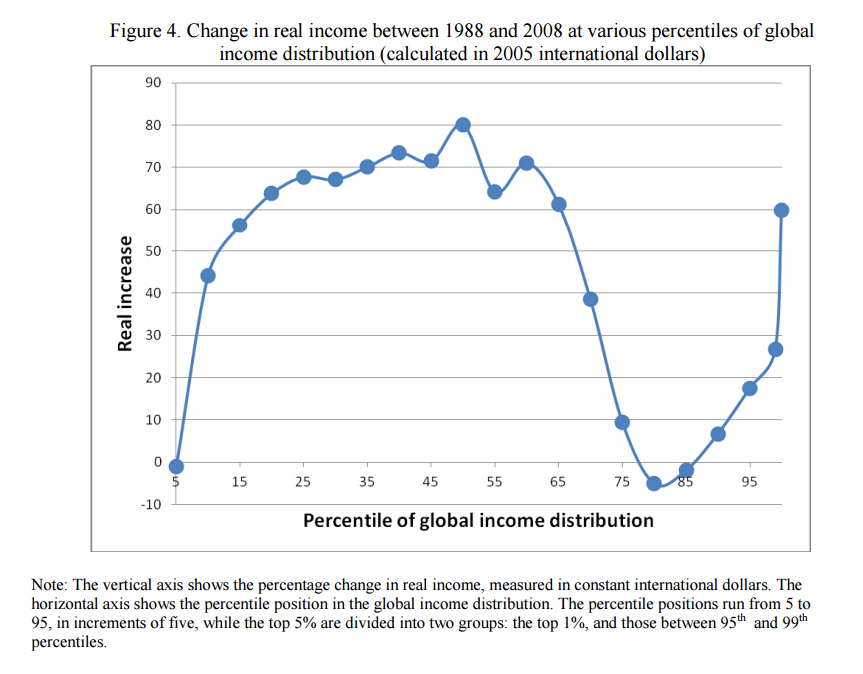 Figure 4. Change in real income between 1988 and 2008 at various percentiles of global
income distribution (calculated in 2005 international dollars)
90
80
70
60
50
40
30
20
10
0
-10
Real increase
5 15 25 35 45 55 65 75 85 95
Percentile of global income distribution
Note: The vertical axis shows the percentage change in real income, measured in constant international dollars. The
horizontal axis shows the percentile position in the global income distribution. The percentile positions run from 5 to
95, in increments of five, while the top 5% are divided into two groups: the top 1%, and those between 95th and 99th
percentiles.